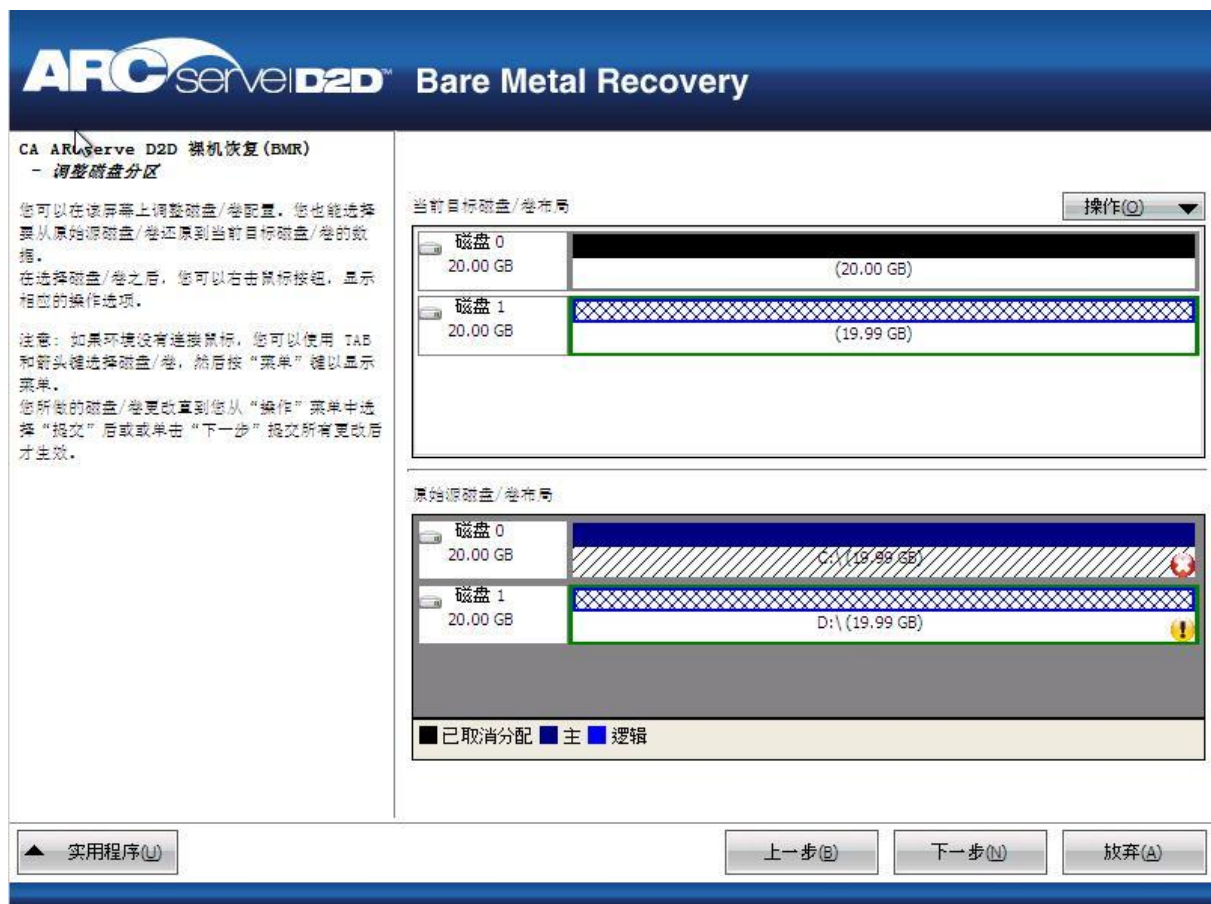 ARCserve D2D™ Bare Metal Recovery
CA ARCserve D2D 裸机恢复(BMR)
- 调整磁盘分区
您可以在该屏幕上调整磁盘/卷配置。您也能选择
要从原始源磁盘/卷还原到当前目标磁盘/卷的数
据。
在选择磁盘/卷之后，您可以右击鼠标按钮，显示
相应的操作选项。
注意: 如果环境没有连接鼠标，您可以使用 TAB
和箭头键选择磁盘/卷，然后按“菜单”键以显示
菜单。
您所做的磁盘/卷更改直到您从“操作”菜单中选
择“提交”后或或单击“下一步”提交所有更改后
才生效。
当前目标磁盘/卷布局
操作(O)
磁盘 0
20.00 GB
(20.00 GB)
磁盘 1
20.00 GB
(19.99 GB)
原始源磁盘/卷布局
磁盘 0
20.00 GB
C:\ (19.99 GB)
磁盘 1
20.00 GB
D:\ (19.99 GB)
已取消分配 主 逻辑
实用程序(U)
上一步(B)
下一步(N)
放弃(A)